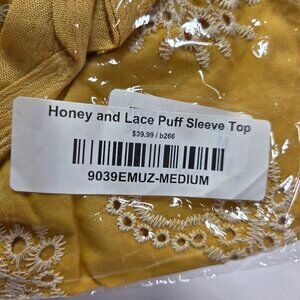 Honey and Lace Puff Sleeve Top
$39.99 / b266
9039EMUZ-MEDIUM